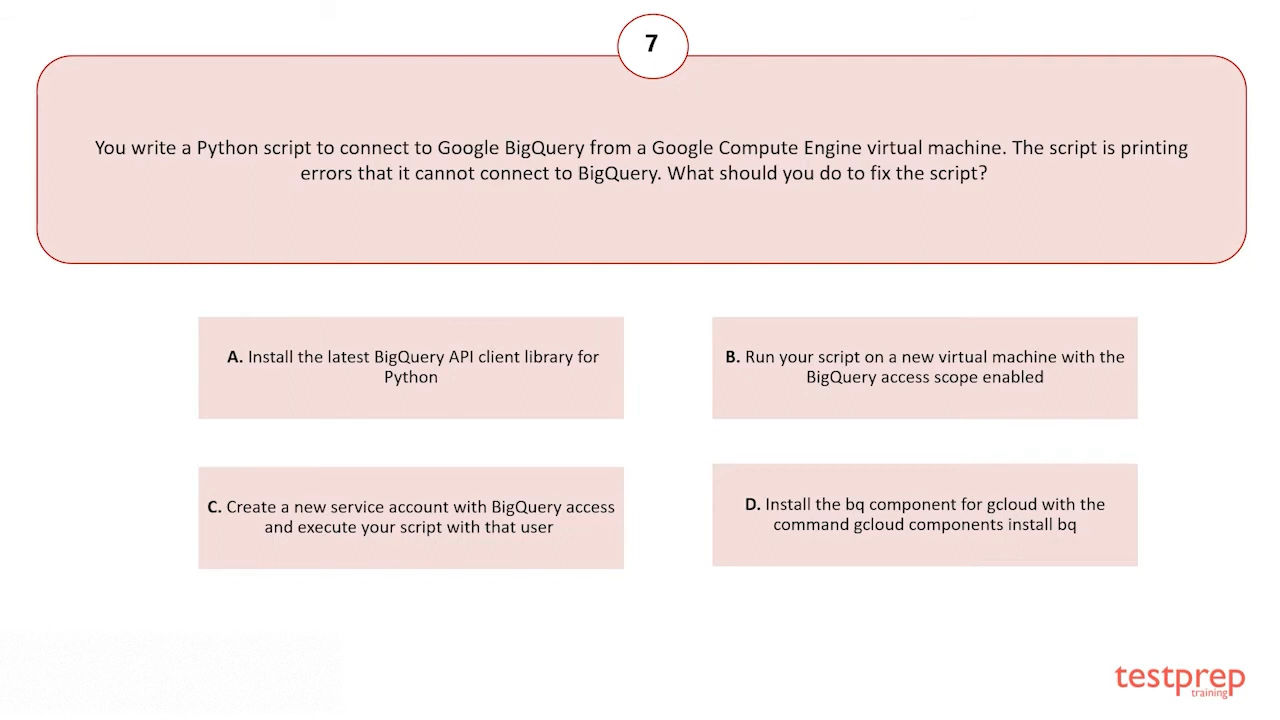 7
You write a Python script to connect to Google BigQuery from a Google Compute Engine virtual machine. The script is printing
errors that it cannot connect to BigQuery. What should you do to fix the script?
A. Install the latest BigQuery API client library for
Python
B. Run your script on a new virtual machine with the
BigQuery access scope enabled
C. Create a new service account with BigQuery access
and execute your script with that user
D. Install the bq component for gcloud with the
command gcloud components install bq
testprep
training